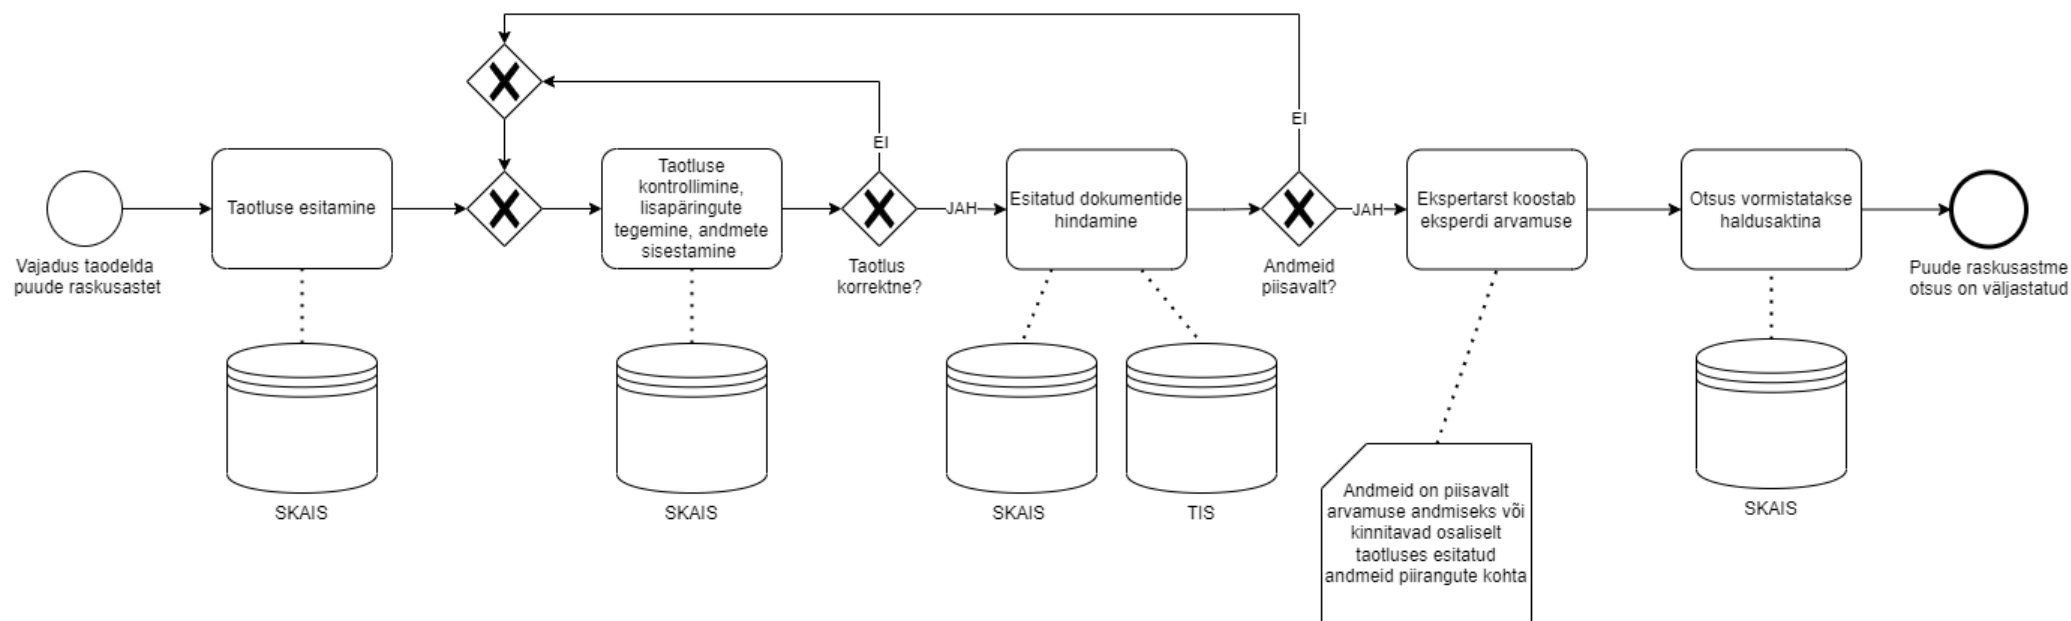 EI
EI
Taotluse esitamine
Taotluse
kontrollimine,
lisapäringute
tegemine, andmete
sisestamine
JAH
Esitatud dokumentide
hindamine
JAH
Ekspertarst koostab
eksperdi arvamuse
Otsus vormistatakse
haldusaktina
Vajadus taodelda
puude raskusastet
Taotlus
korrektne?
Andmeid
piisavalt?
Puude raskusastme
otsus on väljastatud
SKAIS
SKAIS
SKAIS
TIS
Andmeid on piisavalt
arvamuse andmiseks või
kinnitavad osaliselt
taotluses esitatud
andmeid piirangute kohta
SKAIS